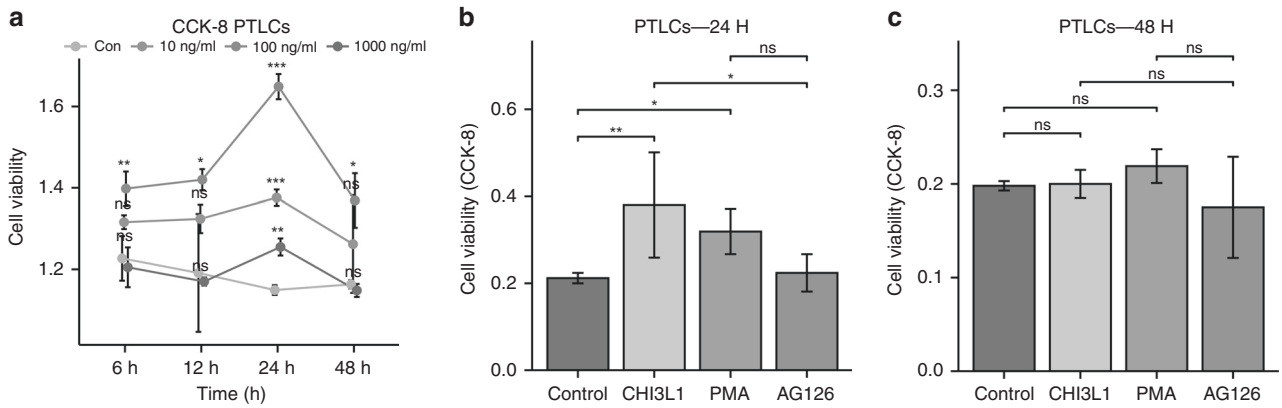 a
CCK-8 PTLCs
Con 10 ng/ml 100 ng/ml 1000 ng/ml
Cell viability
1.6
1.4
1.2
***
** * *
ns ns ns
***
ns ns **
ns ns
6 h 12 h 24 h 48 h
Time (h)
b
PTLCs—24 H
Cell viability (CCK-8)
ns
*
*
**
0.6
0.4
0.2
0.0
Control CHI3L1 PMA AG126
c
PTLCs—48 H
Cell viability (CCK-8)
ns
ns
ns
ns
0.3
0.2
0.1
0.0
Control CHI3L1 PMA AG126